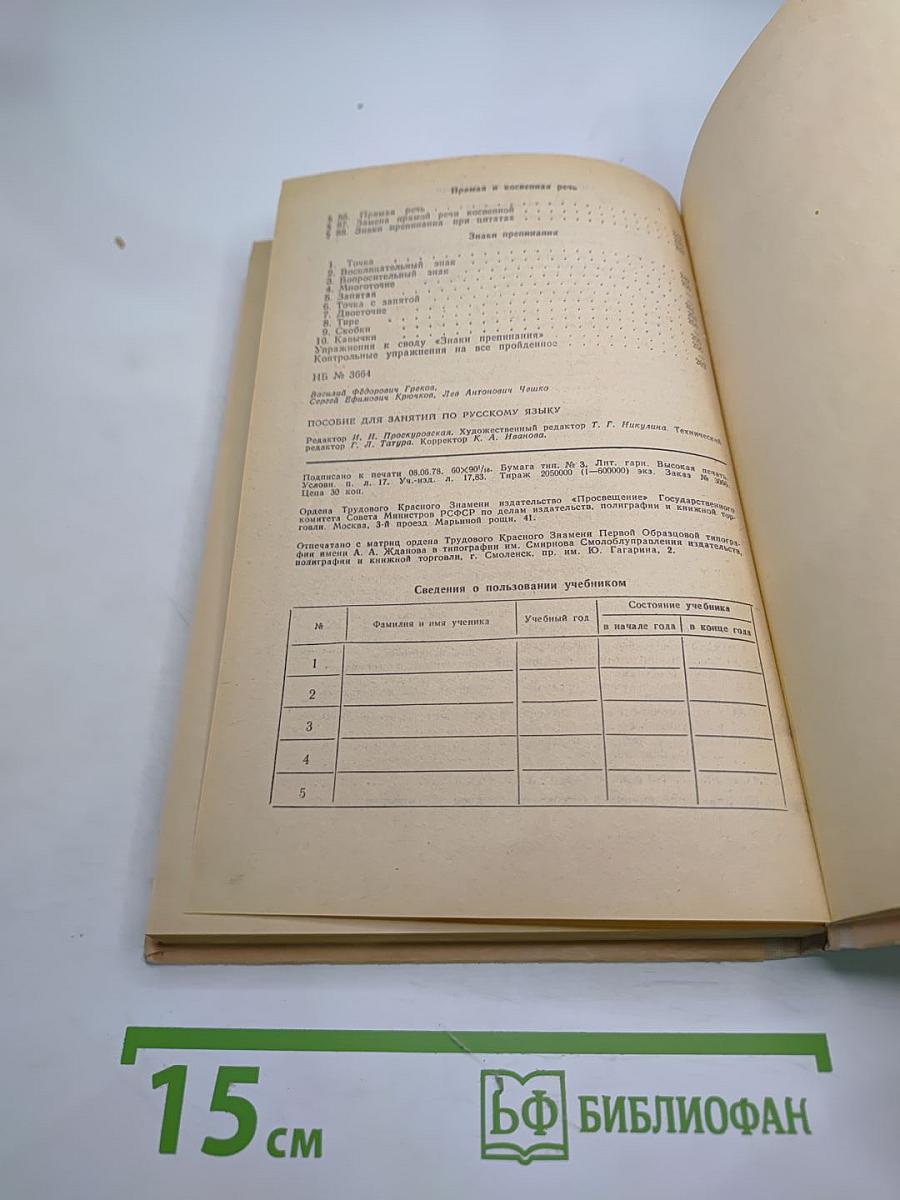 Прямая и косвенная речь
§ 86. Прямая речь
§ 87. Замена прямой речи косвенной
§ 88. Знаки препинания при цитатах
Знаки препинания
1. Точка
2. Восклицательный знак
3. Вопросительный знак
4. Многоточие
5. Запятая
6. Точка с запятой
7. Двоеточие
8. Тире
9. Скобки
10. Кавычки
Упражнения к своду «Знаки препинания»
Контрольные упражнения на все пройденное
ИБ № 3664
Василий Фёдорович Греков,
Сергей Ефимович Крючков, Лев Антонович Чешко
ПОСОБИЕ ДЛЯ ЗАНЯТИЙ ПО РУССКОМУ ЯЗЫКУ
Редактор И. Н. Проскуровская. Художественный редактор Т. Г. Никулина. Технический
редактор Г. Л. Татура. Корректор К. А. Иванова.
Подписано к печати 08.06.78. 60×90¹/₁₆. Бумага тип. № 3. Лит. гарн. Высокая печать.
Условн. п. л. 17. Уч.-изд. л. 17,83. Тираж 2050000 (1—600000) экз. Заказ №
Цена 30 коп.
Ордена Трудового Красного Знамени издательство «Просвещение» Государственного
комитета Совета Министров РСФСР по делам издательств, полиграфии и книжной тор-
говли. Москва, 3-й проезд Марьиной рощи, 41.
Отпечатано с матриц ордена Трудового Красного Знамени Первой Образцовой типогра-
фии имени А. А. Жданова в типографии им. Смирнова Смолоблуправления издательств,
полиграфии и книжной торговли, г. Смоленск, пр. им. Ю. Гагарина, 2.
Сведения о пользовании учебником
№ Фамилия и имя ученика Учебный год Состояние учебника
в начале года в конце года
1
2
3
4
5
15 см
БФ БИБЛИОФАН